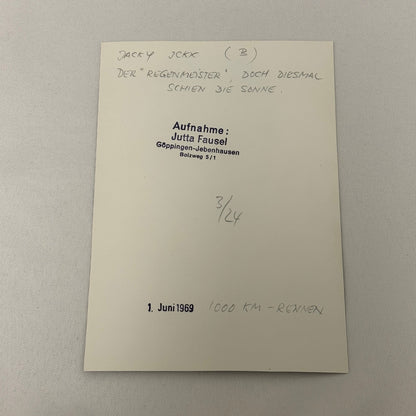 JACKY ICKX (B)
DER "REGENMEISTER", DOCH DIESMAL
SCHIEN DIE SONNE.
Aufnahme:
Jutta Fausel
Göppingen-Jebenhausen
Bolzweg 5/1
3/24
1. Juni 1969 1000 KM - RENNEN